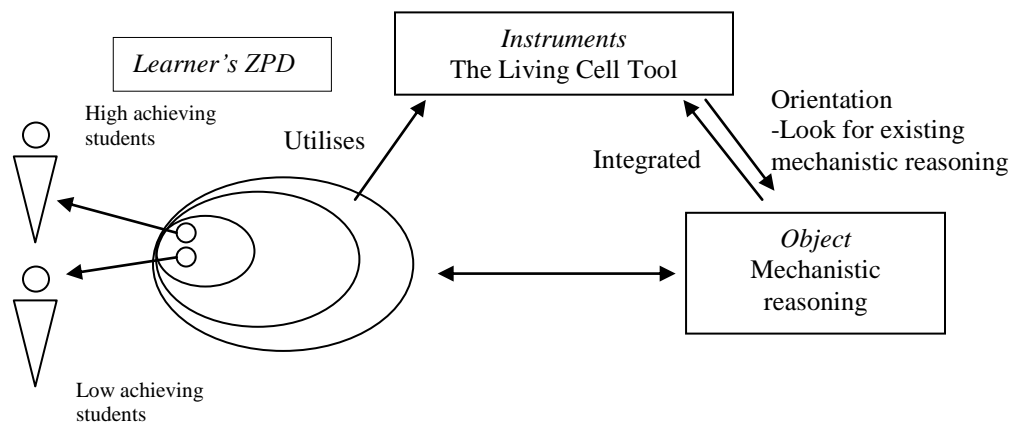 Learner's ZPD
Instruments
The Living Cell Tool
High achieving
students
Utilises
Integrated
Orientation
-Look for existing
mechanistic reasoning
Object
Mechanistic
reasoning
Low achieving
students